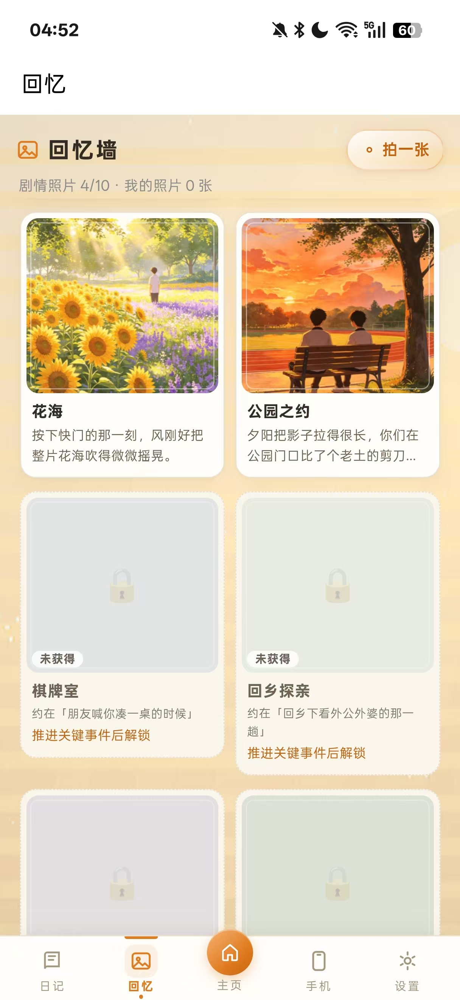 04:52
5G
60
回忆
回忆墙
拍一张
剧情照片 4/10 · 我的照片 0 张
花海
按下快门的那一刻，风刚好把
整片花海吹得微微摇晃。
公园之约
夕阳把影子拉得很长，你们在
公园门口比了个老土的剪刀...
未获得
棋牌室
约在「朋友喊你凑一桌的时候」
推进关键事件后解锁
未获得
回乡探亲
约在「回乡下看外公外婆的那一
趟」
推进关键事件后解锁
日记
回忆
主页
手机
设置